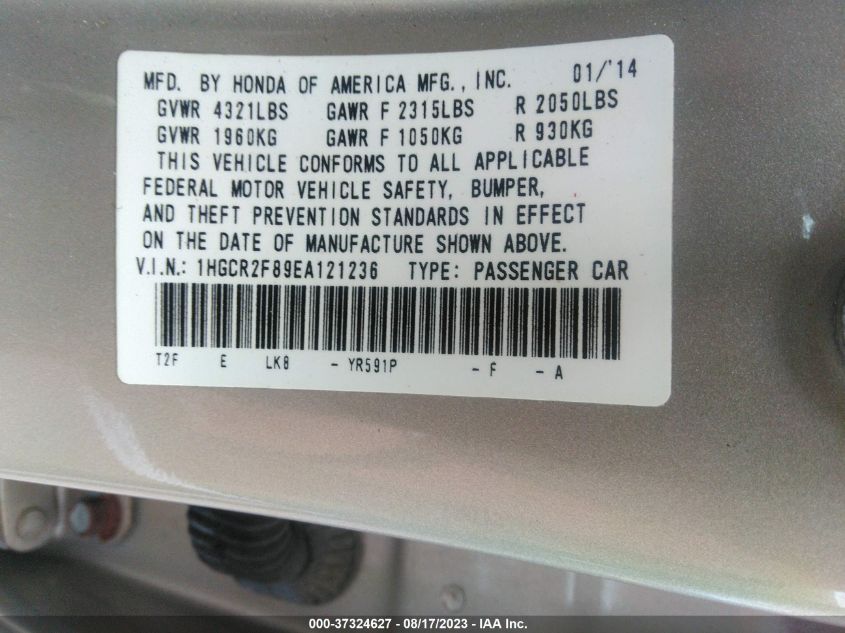 MFD. BY HONDA OF AMERICA MFG., INC. 01/'14
GVWR 4321LBS GAWR F 2315LBS R 2050LBS
GVWR 1960KG GAWR F 1050KG R 930KG
THIS VEHICLE CONFORMS TO ALL APPLICABLE
FEDERAL MOTOR VEHICLE SAFETY, BUMPER,
AND THEFT PREVENTION STANDARDS IN EFFECT
ON THE DATE OF MANUFACTURE SHOWN ABOVE.
V.I.N.: 1HGCR2F89EA121236 TYPE: PASSENGER CAR
T2F E LK8 - YR591P - F - A
000-37324627 - 08/17/2023 - IAA Inc.